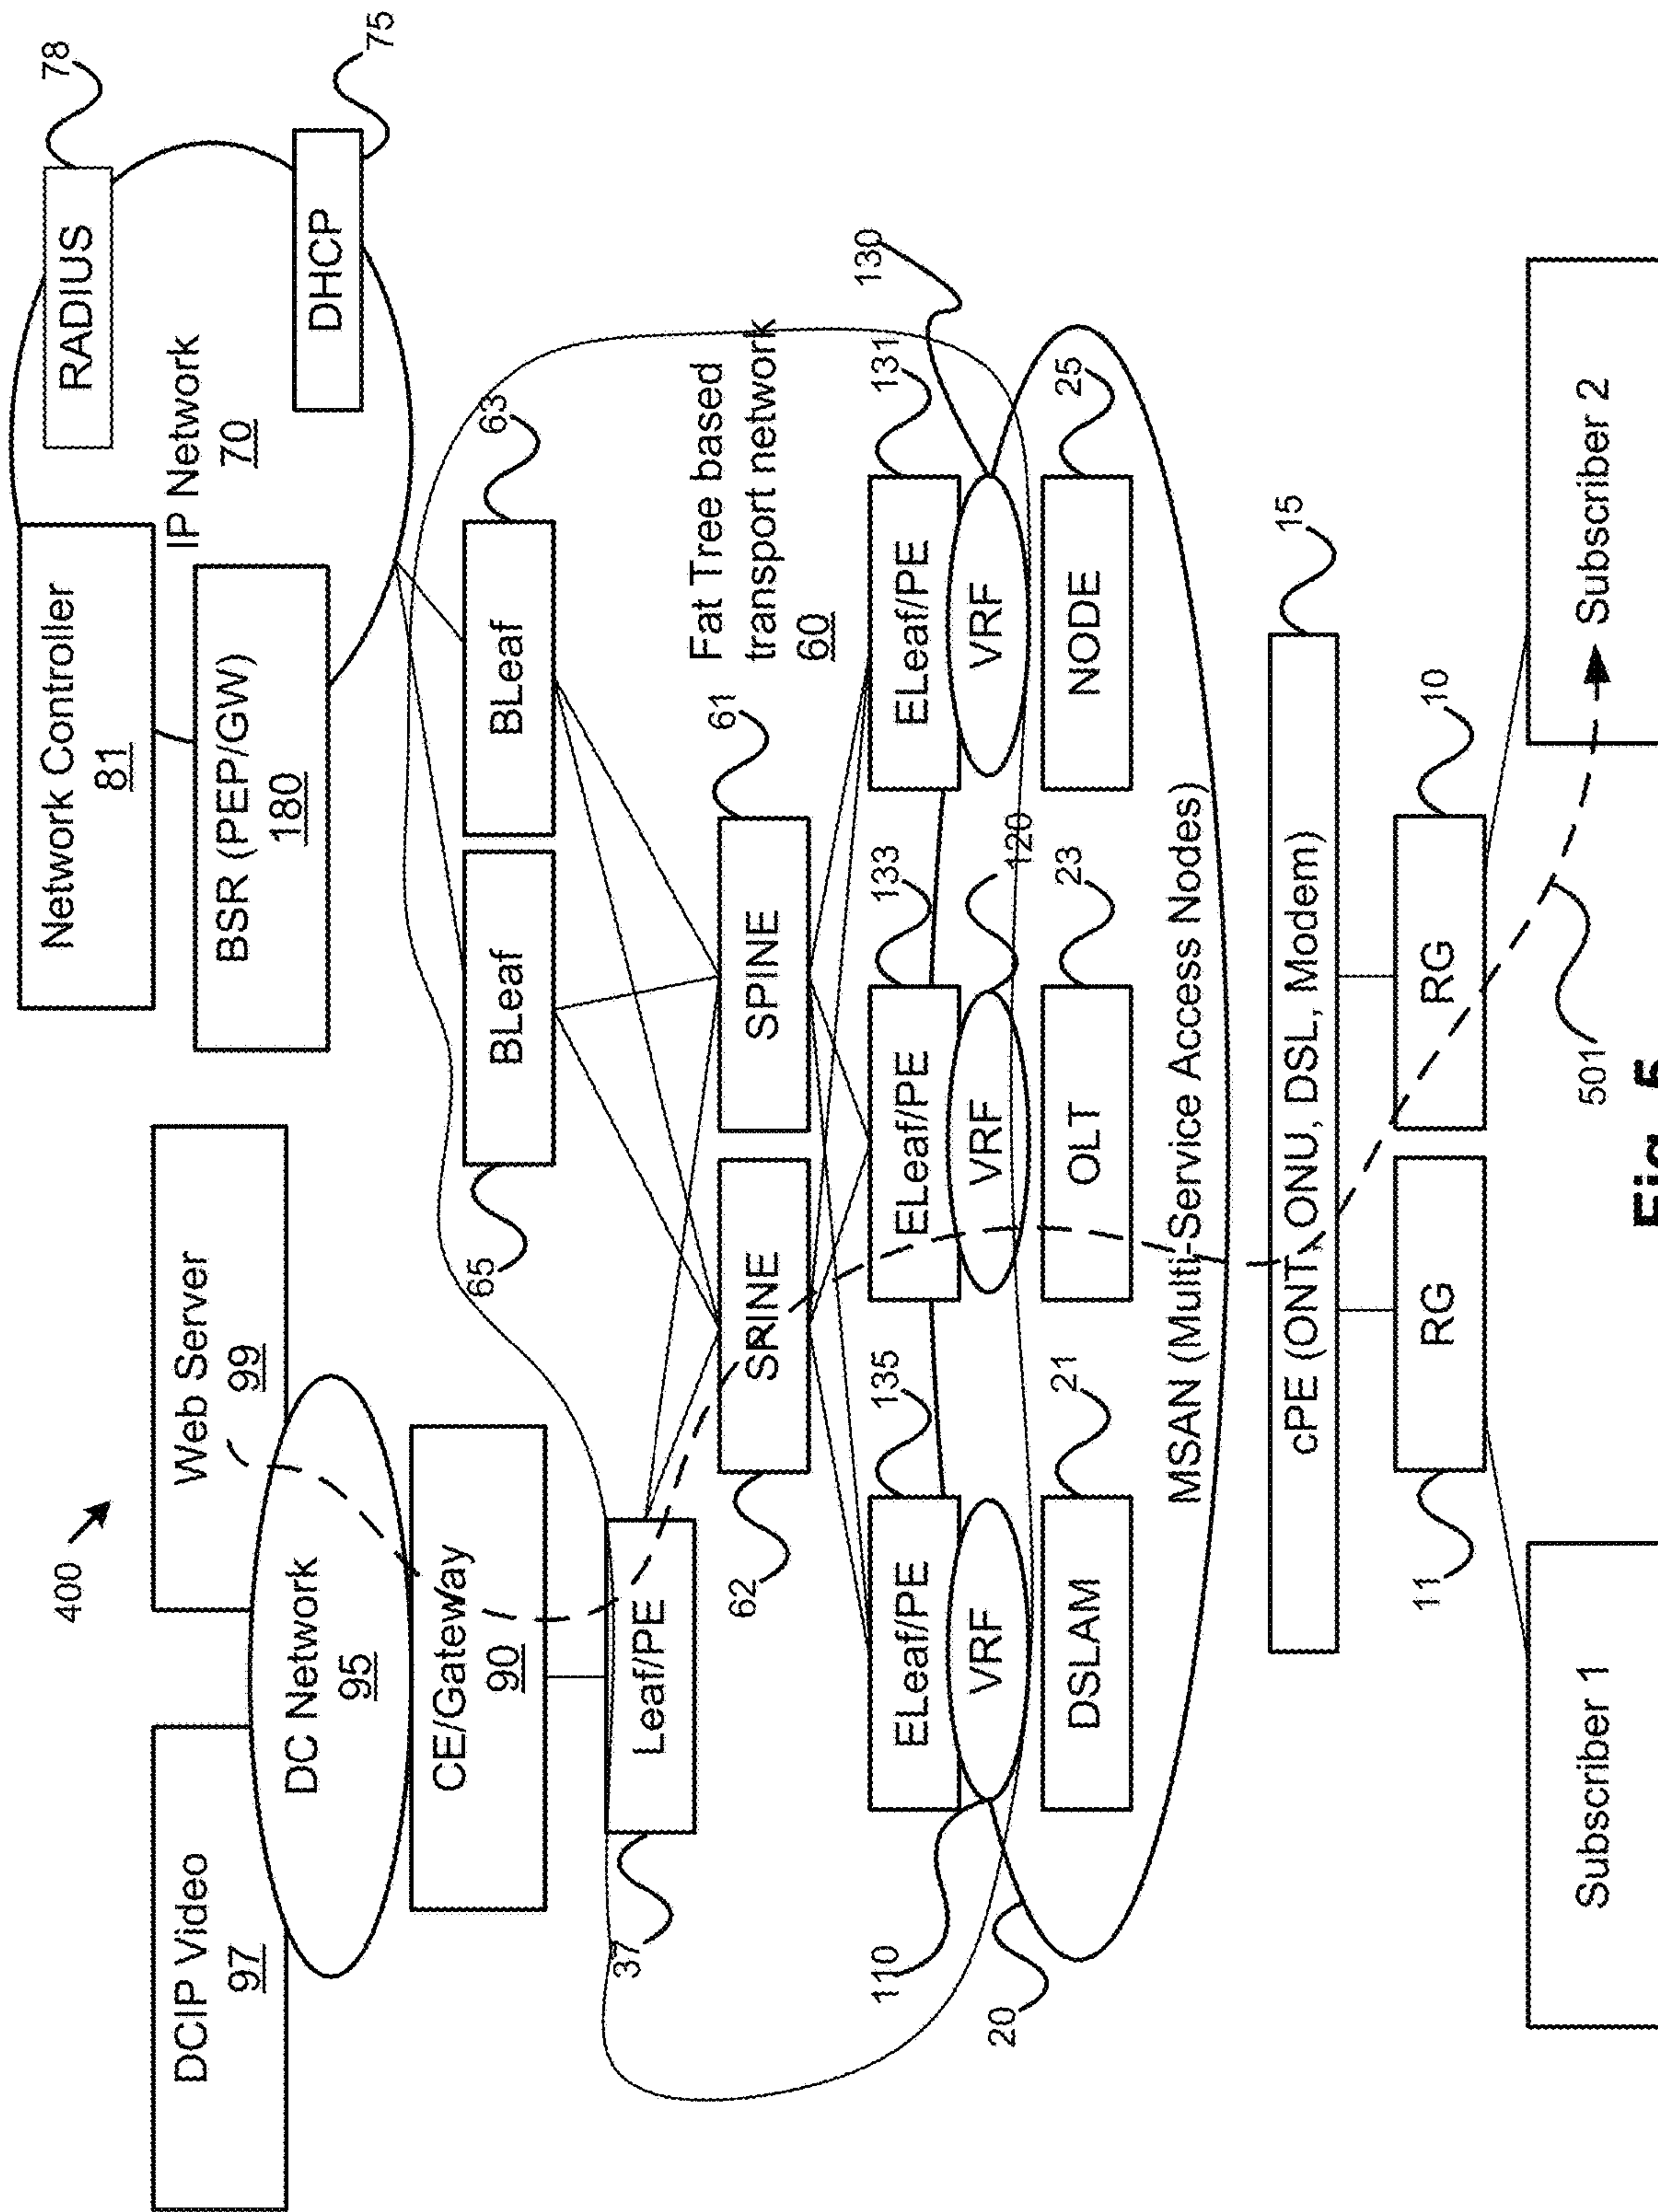 400
DCIP Video
97
Web Server
99
Network Controller
81
RADIUS
78
DC Network
95
BSR (PEP/GW)
180
IP Network
70
DHCP
75
CE/Gateway
90
65
BLeaf
BLeaf
63
37
Leaf/PE
62
SPINE
SPINE
61
Fat Tree based
transport network
60
110
ELeaf/PE
135
ELeaf/PE
133
ELeaf/PE
131
130
VRF
VRF
120
VRF
20
DSLAM
21
OLT
23
NODE
25
MSAN (Multi-Service Access Nodes)
cPE (ONT, ONU, DSL, Modem)
15
11
RG
RG
10
Subscriber 1
501
Subscriber 2
Fig. 5